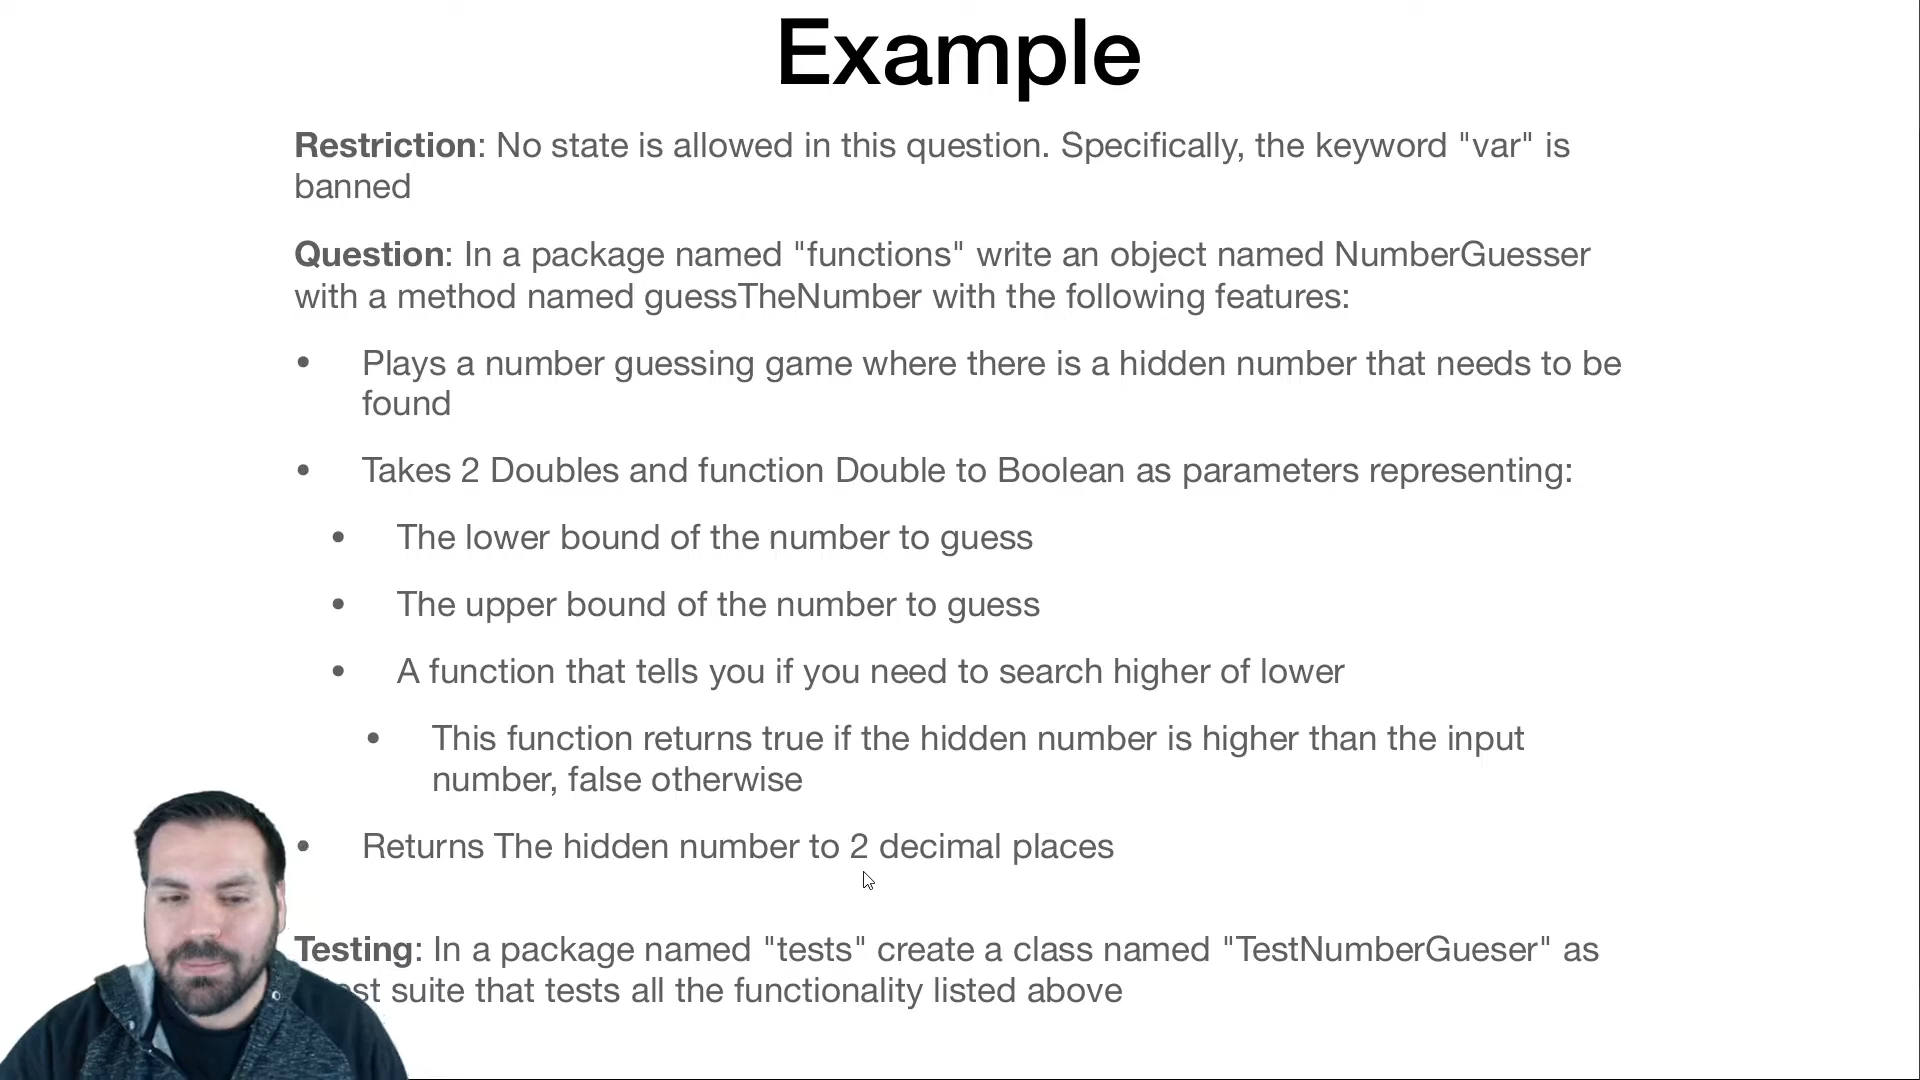 Example
Restriction: No state is allowed in this question. Specifically, the keyword "var" is
banned
Question: In a package named "functions" write an object named NumberGuesser
with a method named guessTheNumber with the following features:
• Plays a number guessing game where there is a hidden number that needs to be
found
• Takes 2 Doubles and function Double to Boolean as parameters representing:
• The lower bound of the number to guess
• The upper bound of the number to guess
• A function that tells you if you need to search higher of lower
• This function returns true if the hidden number is higher than the input
number, false otherwise
• Returns The hidden number to 2 decimal places
Testing: In a package named "tests" create a class named "TestNumberGueser" as
suite that tests all the functionality listed above